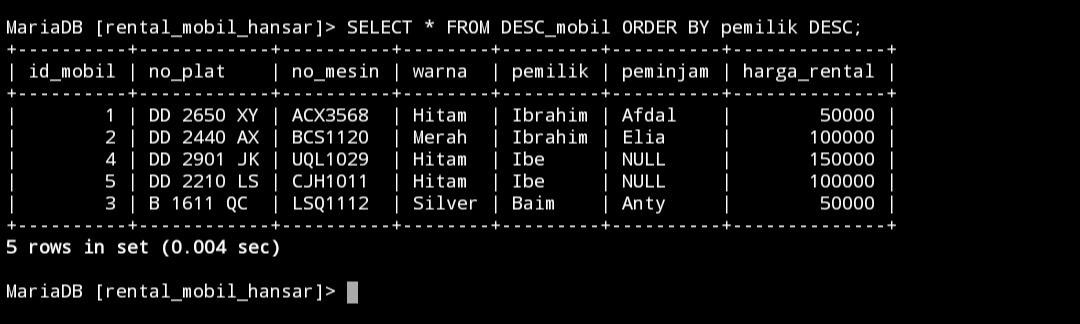 MariaDB [rental_mobil_hansar]> SELECT * FROM DESC_mobil ORDER BY pemilik DESC;
+----------+------------+----------+--------+---------+----------+--------------+
| id_mobil | no_plat    | no_mesin | warna  | pemilik | peminjam | harga_rental |
+----------+------------+----------+--------+---------+----------+--------------+
|        1 | DD 2650 XY | ACX3568  | Hitam  | Ibrahim | Afdal    |        50000 |
|        2 | DD 2440 AX | BCS1120  | Merah  | Ibrahim | Elia     |       100000 |
|        4 | DD 2901 JK | UQL1029  | Hitam  | Ibe     | NULL     |       150000 |
|        5 | DD 2210 LS | CJH1011  | Hitam  | Ibe     | NULL     |       100000 |
|        3 | B 1611 QC  | LSQ1112  | Silver | Baim    | Anty     |        50000 |
+----------+------------+----------+--------+---------+----------+--------------+
5 rows in set (0.004 sec)
MariaDB [rental_mobil_hansar]>